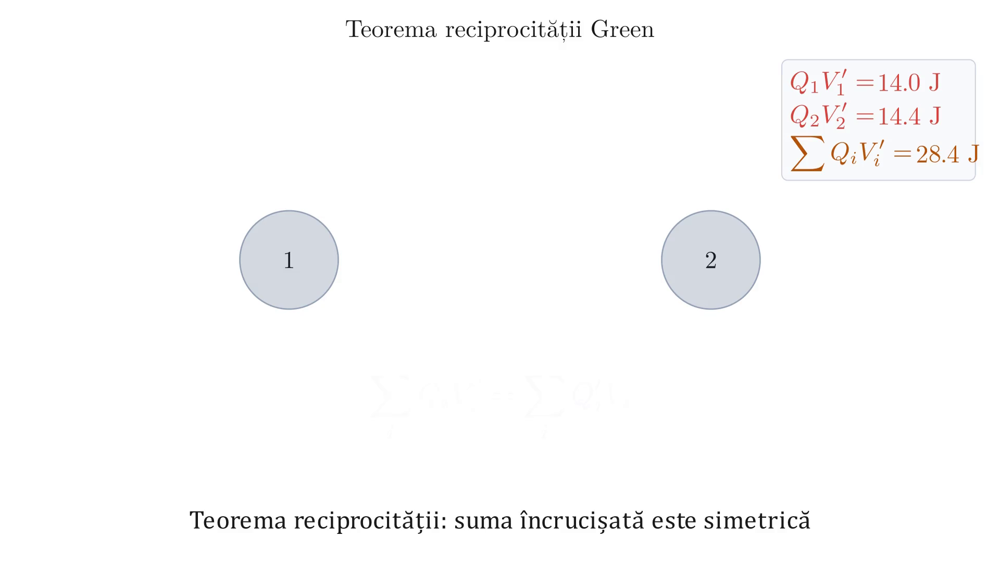 Teorema reciprocității Green
Q₁V₁′ = 14.0 J
Q₂V₂′ = 14.4 J
∑ QᵢVᵢ′ = 28.4 J
1
2
Teorema reciprocității: suma încrucișată este simetrică